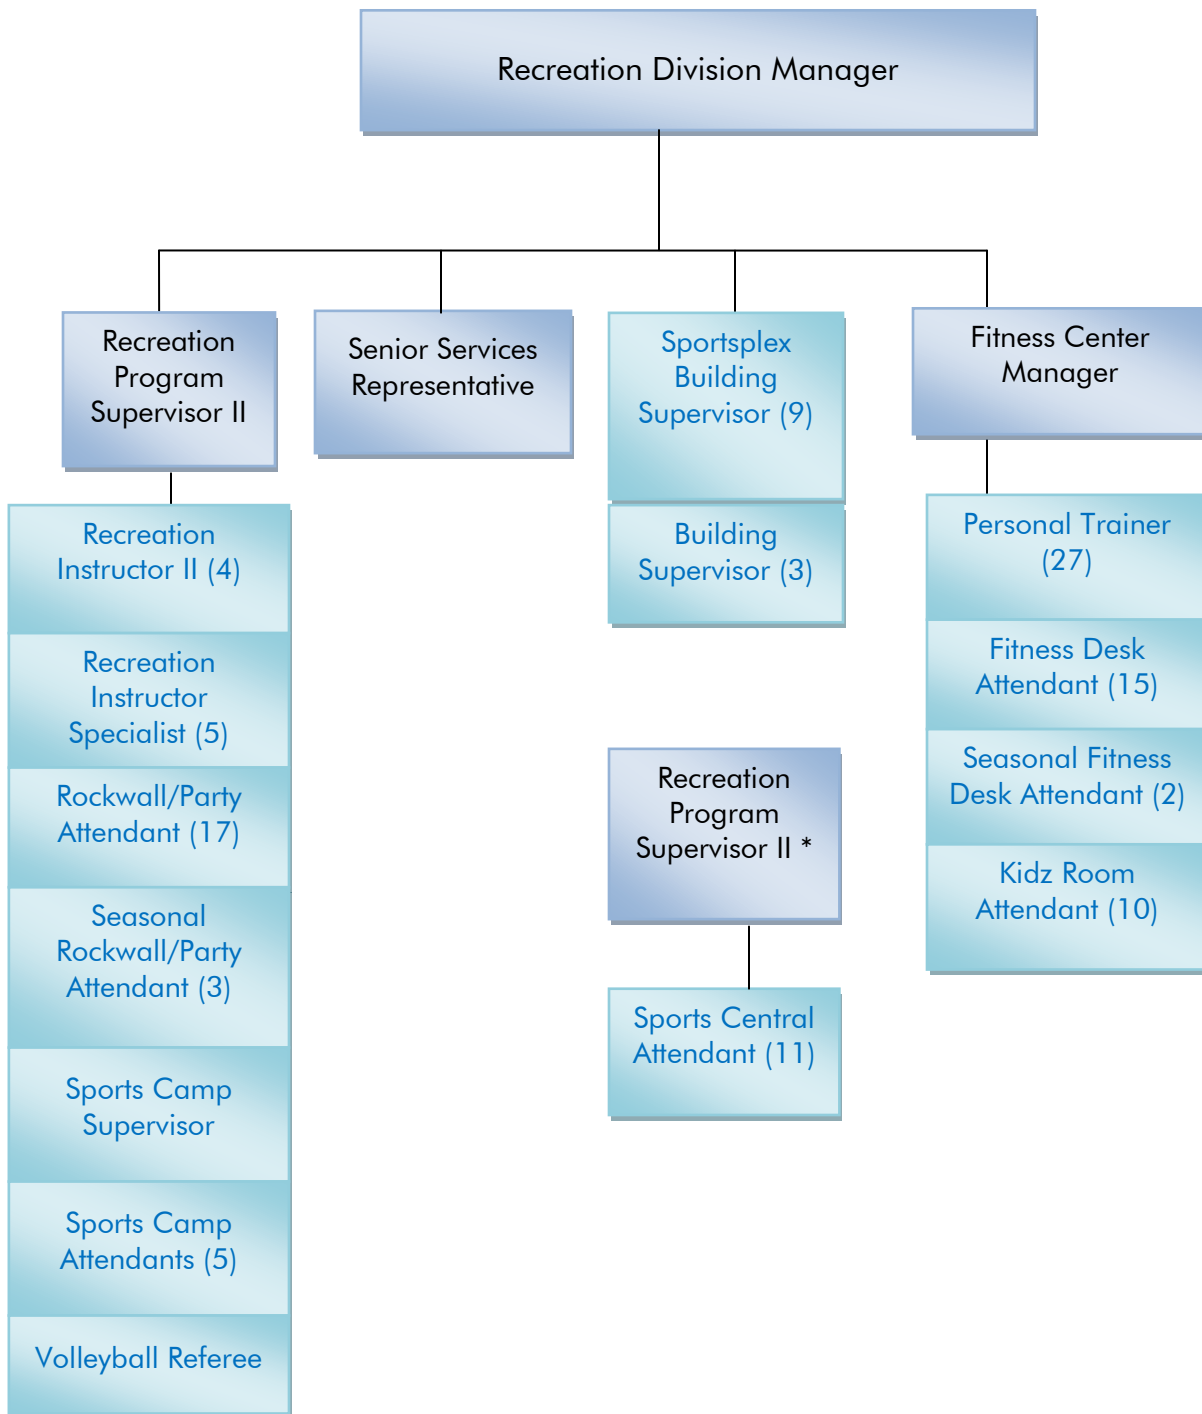 Recreation Division Manager
Recreation
Program
Supervisor II
Senior Services
Representative
Sportsplex
Building
Supervisor (9)
Fitness Center
Manager
Recreation
Instructor II (4)
Recreation
Instructor
Specialist (5)
Rockwall/Party
Attendant (17)
Seasonal
Rockwall/Party
Attendant (3)
Sports Camp
Supervisor
Sports Camp
Attendants (5)
Volleyball Referee
Building
Supervisor (3)
Recreation
Program
Supervisor II *
Sports Central
Attendant (11)
Personal Trainer
(27)
Fitness Desk
Attendant (15)
Seasonal Fitness
Desk Attendant (2)
Kidz Room
Attendant (10)